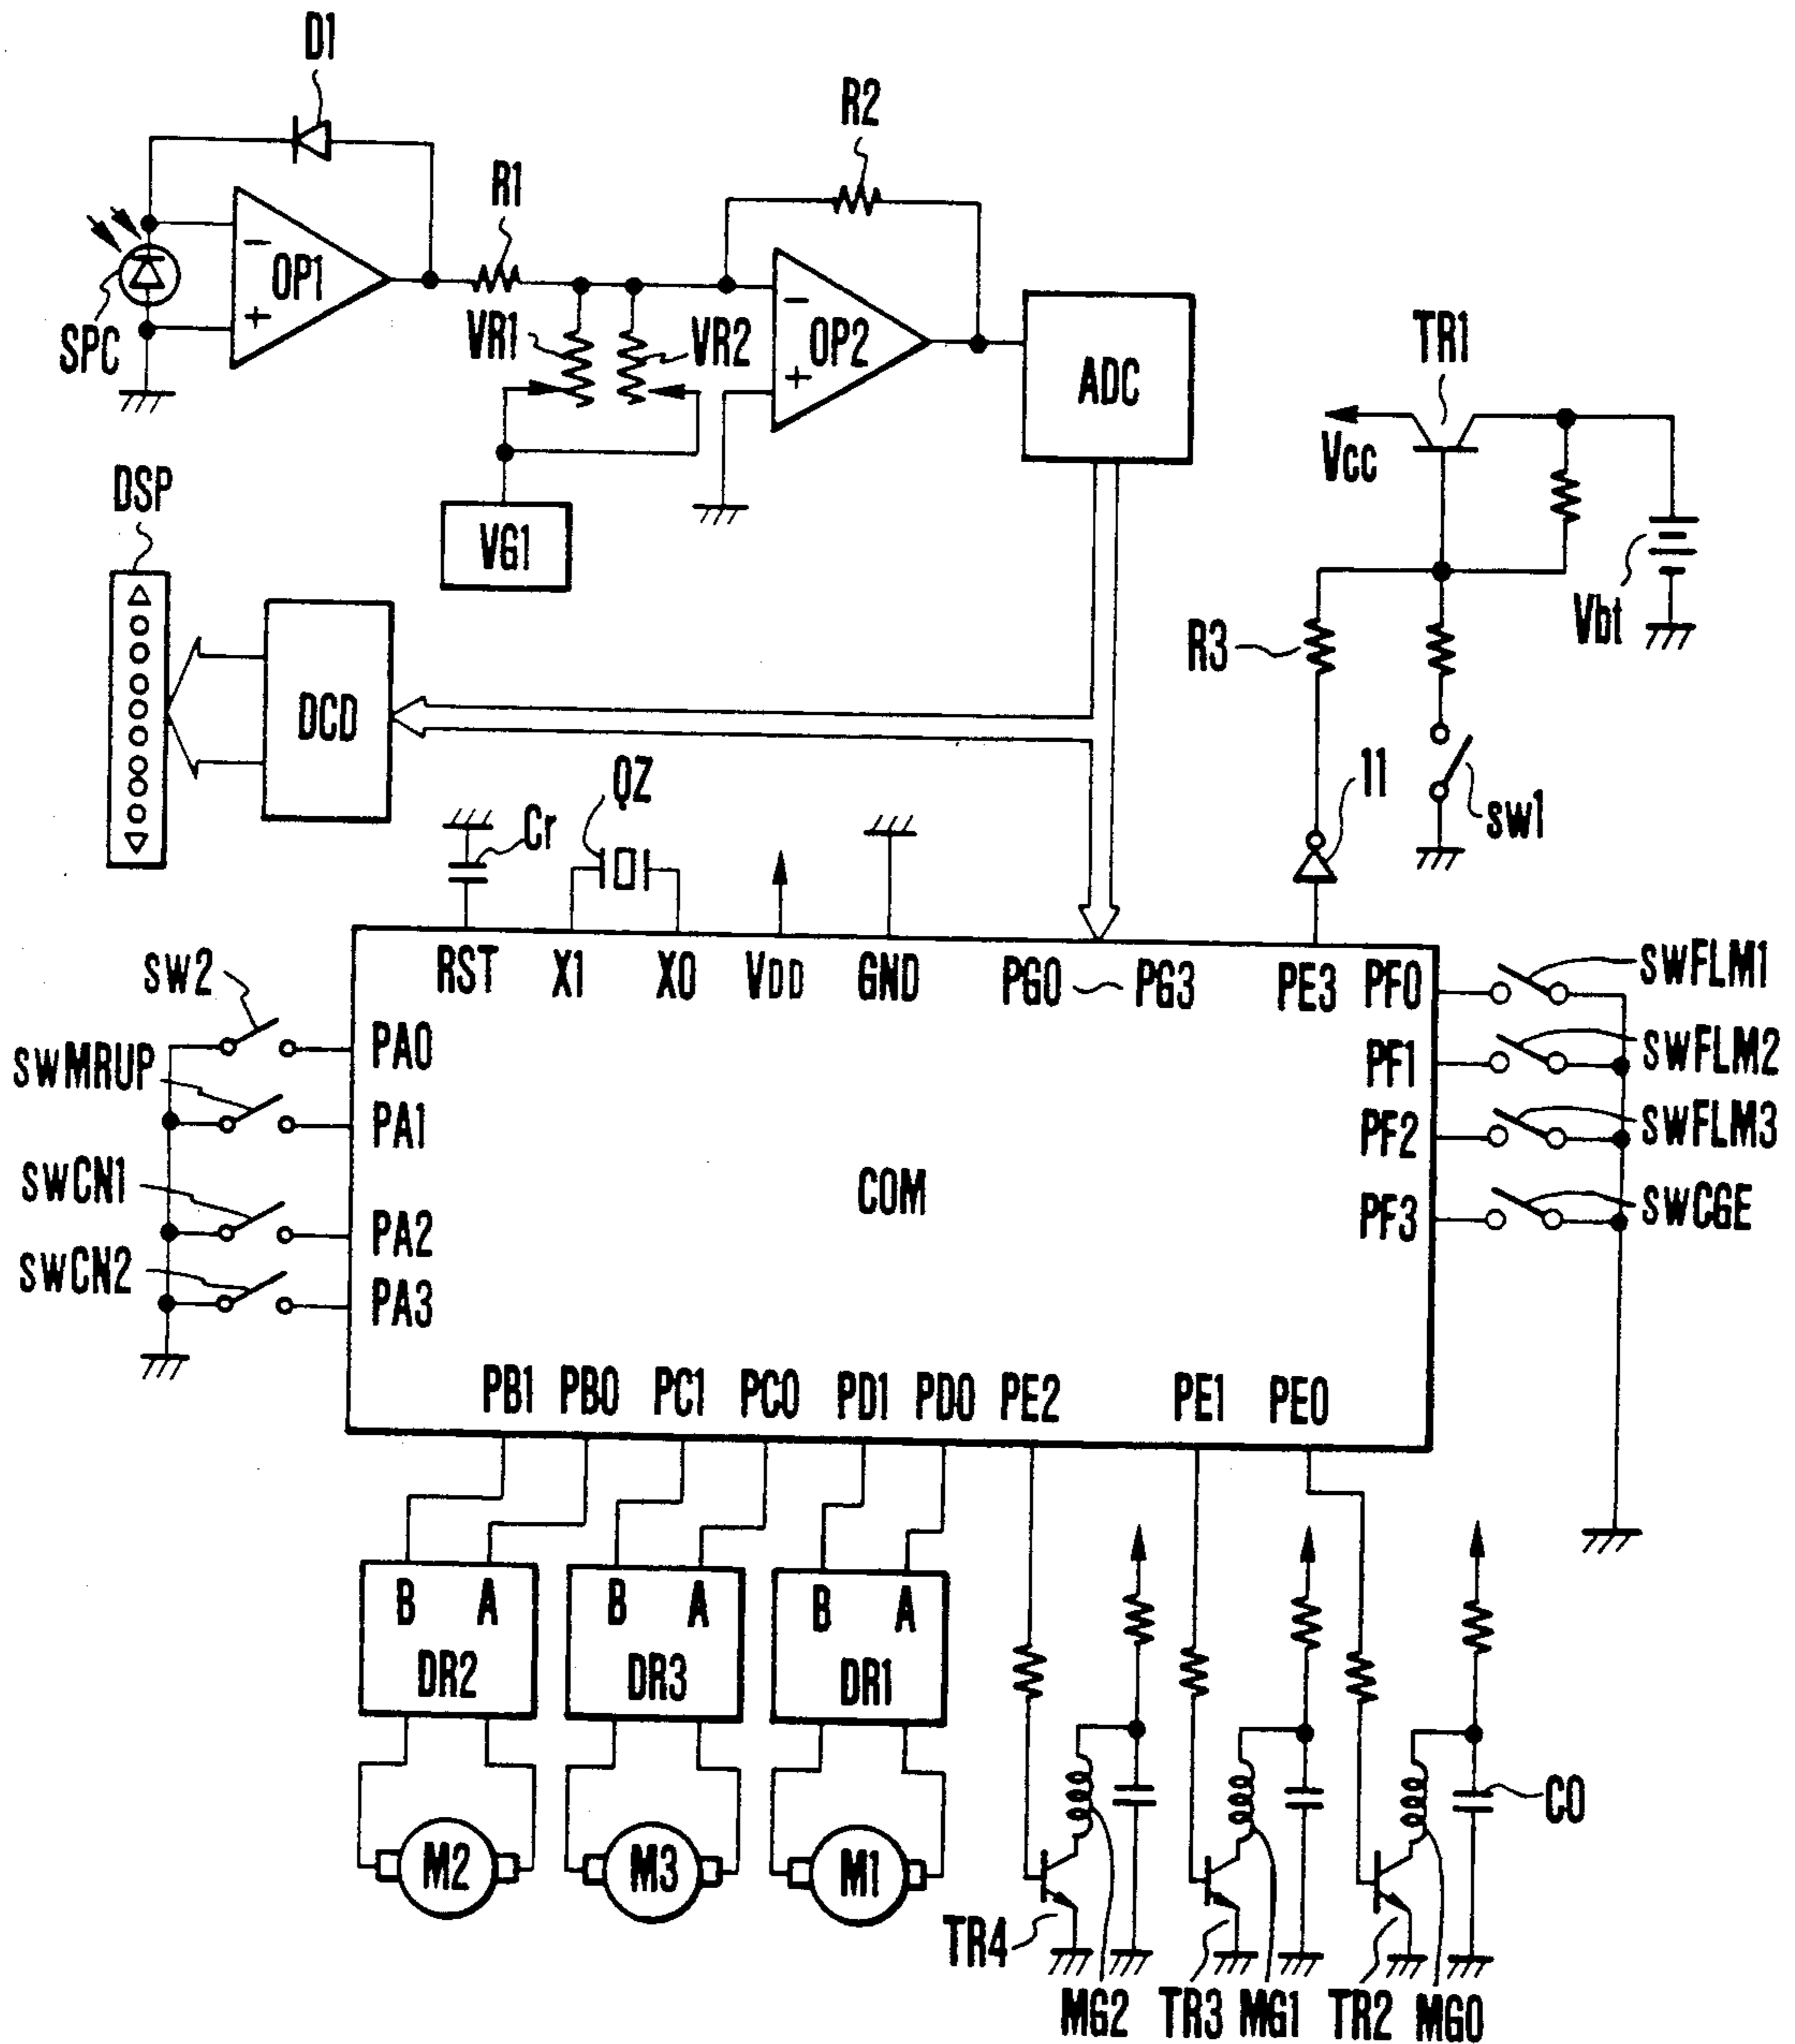 D1
R2
R1
OP1
SPC
VR1
VR2
OP2
ADC
TR1
Vcc
DSP
VG1
Vbt
R3
DCD
QZ
Cr
11
SW1
RST X1 X0 VDD GND PG0 ~ PG3 PE3 PF0
SW2
SWFLM1
PA0
SWMRUP
PF1
SWFLM2
PA1
PF2
SWFLM3
SWCN1
COM
PA2
PF3
SWCGE
SWCN2
PA3
PB1 PB0 PC1 PC0 PD1 PD0 PE2 PE1 PE0
B A B A B A
DR2 DR3 DR1
C0
M2 M3 M1
TR4
MG2 TR3 MG1 TR2 MG0